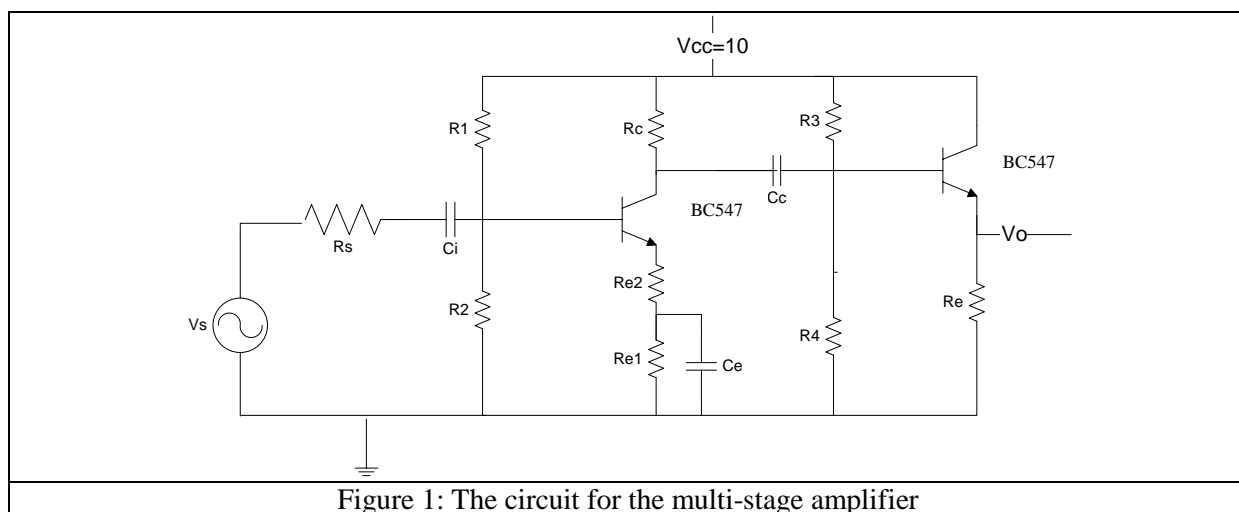 Vcc=10
R1
Rc
R3
BC547
BC547
Cc
Rs
Ci
Re2
Vo
R2
Vs
Re1
Ce
R4
Re
Figure 1: The circuit for the multi-stage amplifier